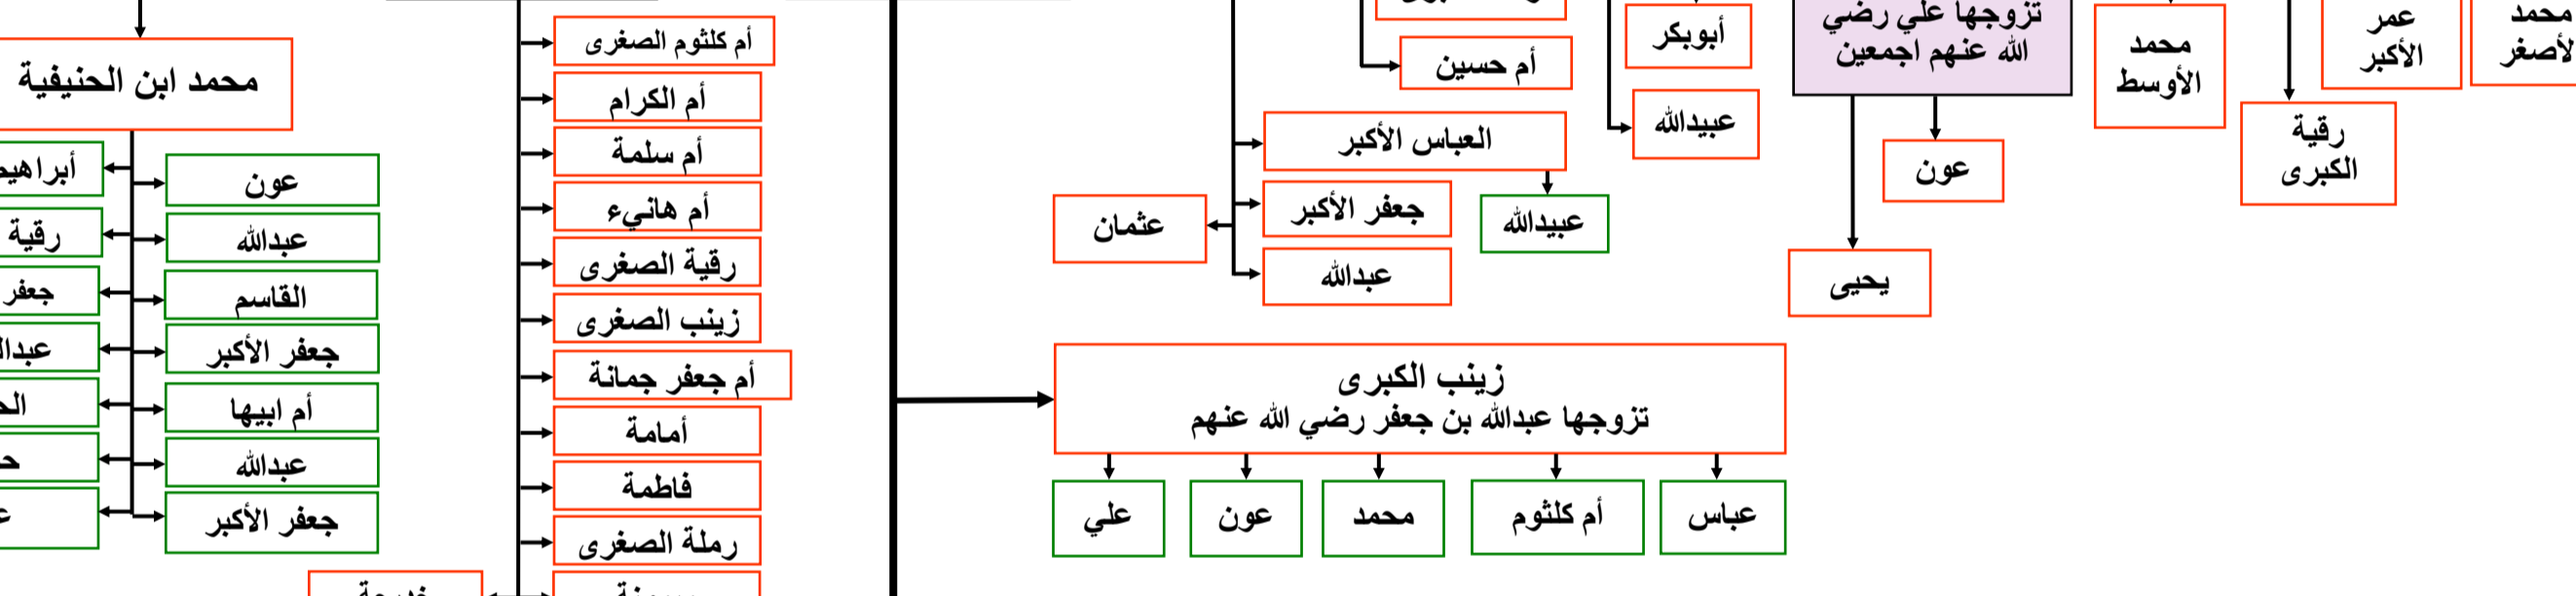 تزوجها علي رضي
الله عنهم اجمعين
عون
يحيى
محمد
الأوسط
رقية
الكبرى
عمر
الأكبر
محمد
أبوبكر
عبيدالله
أم حسين
العباس الأكبر
عبيدالله
جعفر الأكبر
عبدالله
عثمان
زينب الكبرى
تزوجها عبدالله بن جعفر رضي الله عنهم
عباس
أم كلثوم
محمد
عون
علي
أم كلثوم الصغرى
أم الكرام
أم سلمة
أم هانيء
رقية الصغرى
زينب الصغرى
أم جعفر جمانة
أمامة
فاطمة
رملة الصغرى
محمد ابن الحنيفية
عون
عبدالله
القاسم
جعفر الأكبر
أم ابيها
عبدالله
جعفر الأكبر
رقية
جعفر